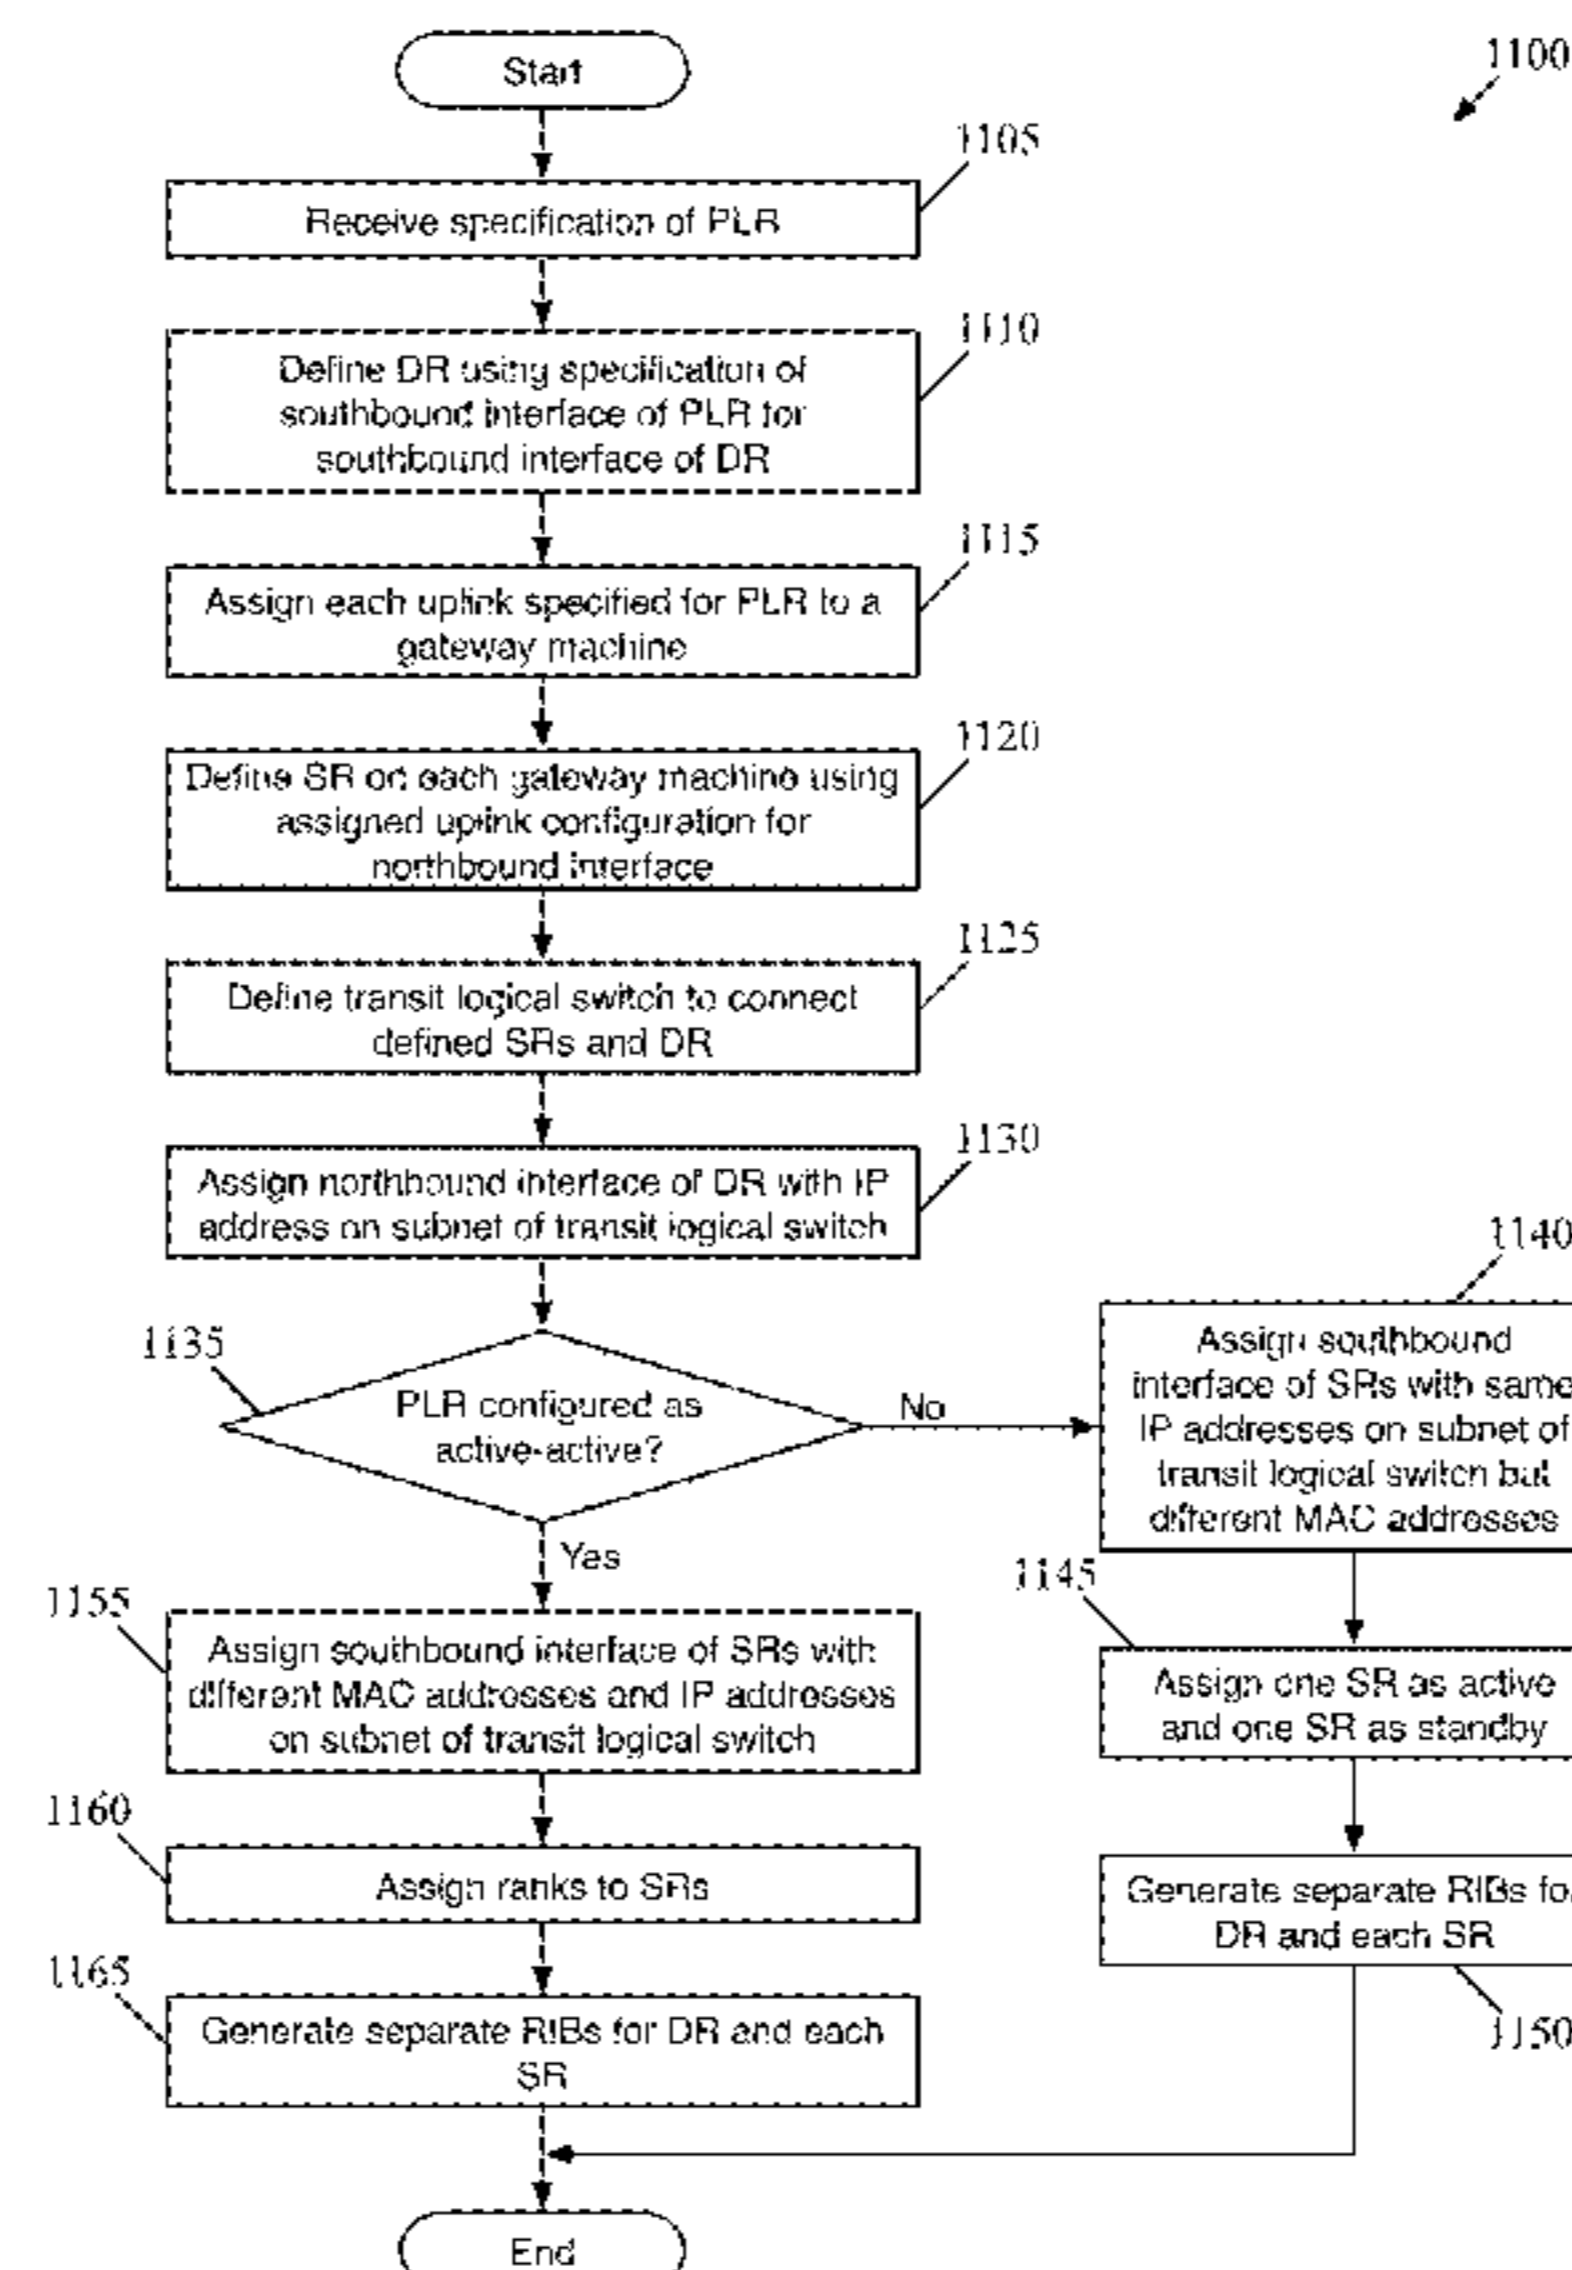 Start
1100
1105
Receive specification of PLR
1110
Define DR using specification of
southbound interface of PLR for
southbound interface of DR
1115
Assign each uplink specified for PLR to a
gateway machine
1120
Define SR on each gateway machine using
assigned uplink configuration for
northbound interface
1125
Define transit logical switch to connect
defined SRs and DR
1130
Assign northbound interface of DR with IP
address on subnet of transit logical switch
1135
PLR configured as
active-active?
No
Yes
1140
Assign southbound
interface of SRs with same
IP addresses on subnet of
transit logical switch but
different MAC addresses
1145
Assign one SR as active
and one SR as standby
Generate separate RIBs for
DR and each SR
1150
1155
Assign southbound interface of SRs with
different MAC addresses and IP addresses
on subnet of transit logical switch
1160
Assign ranks to SRs
1165
Generate separate RIBs for DR and each
SR
End